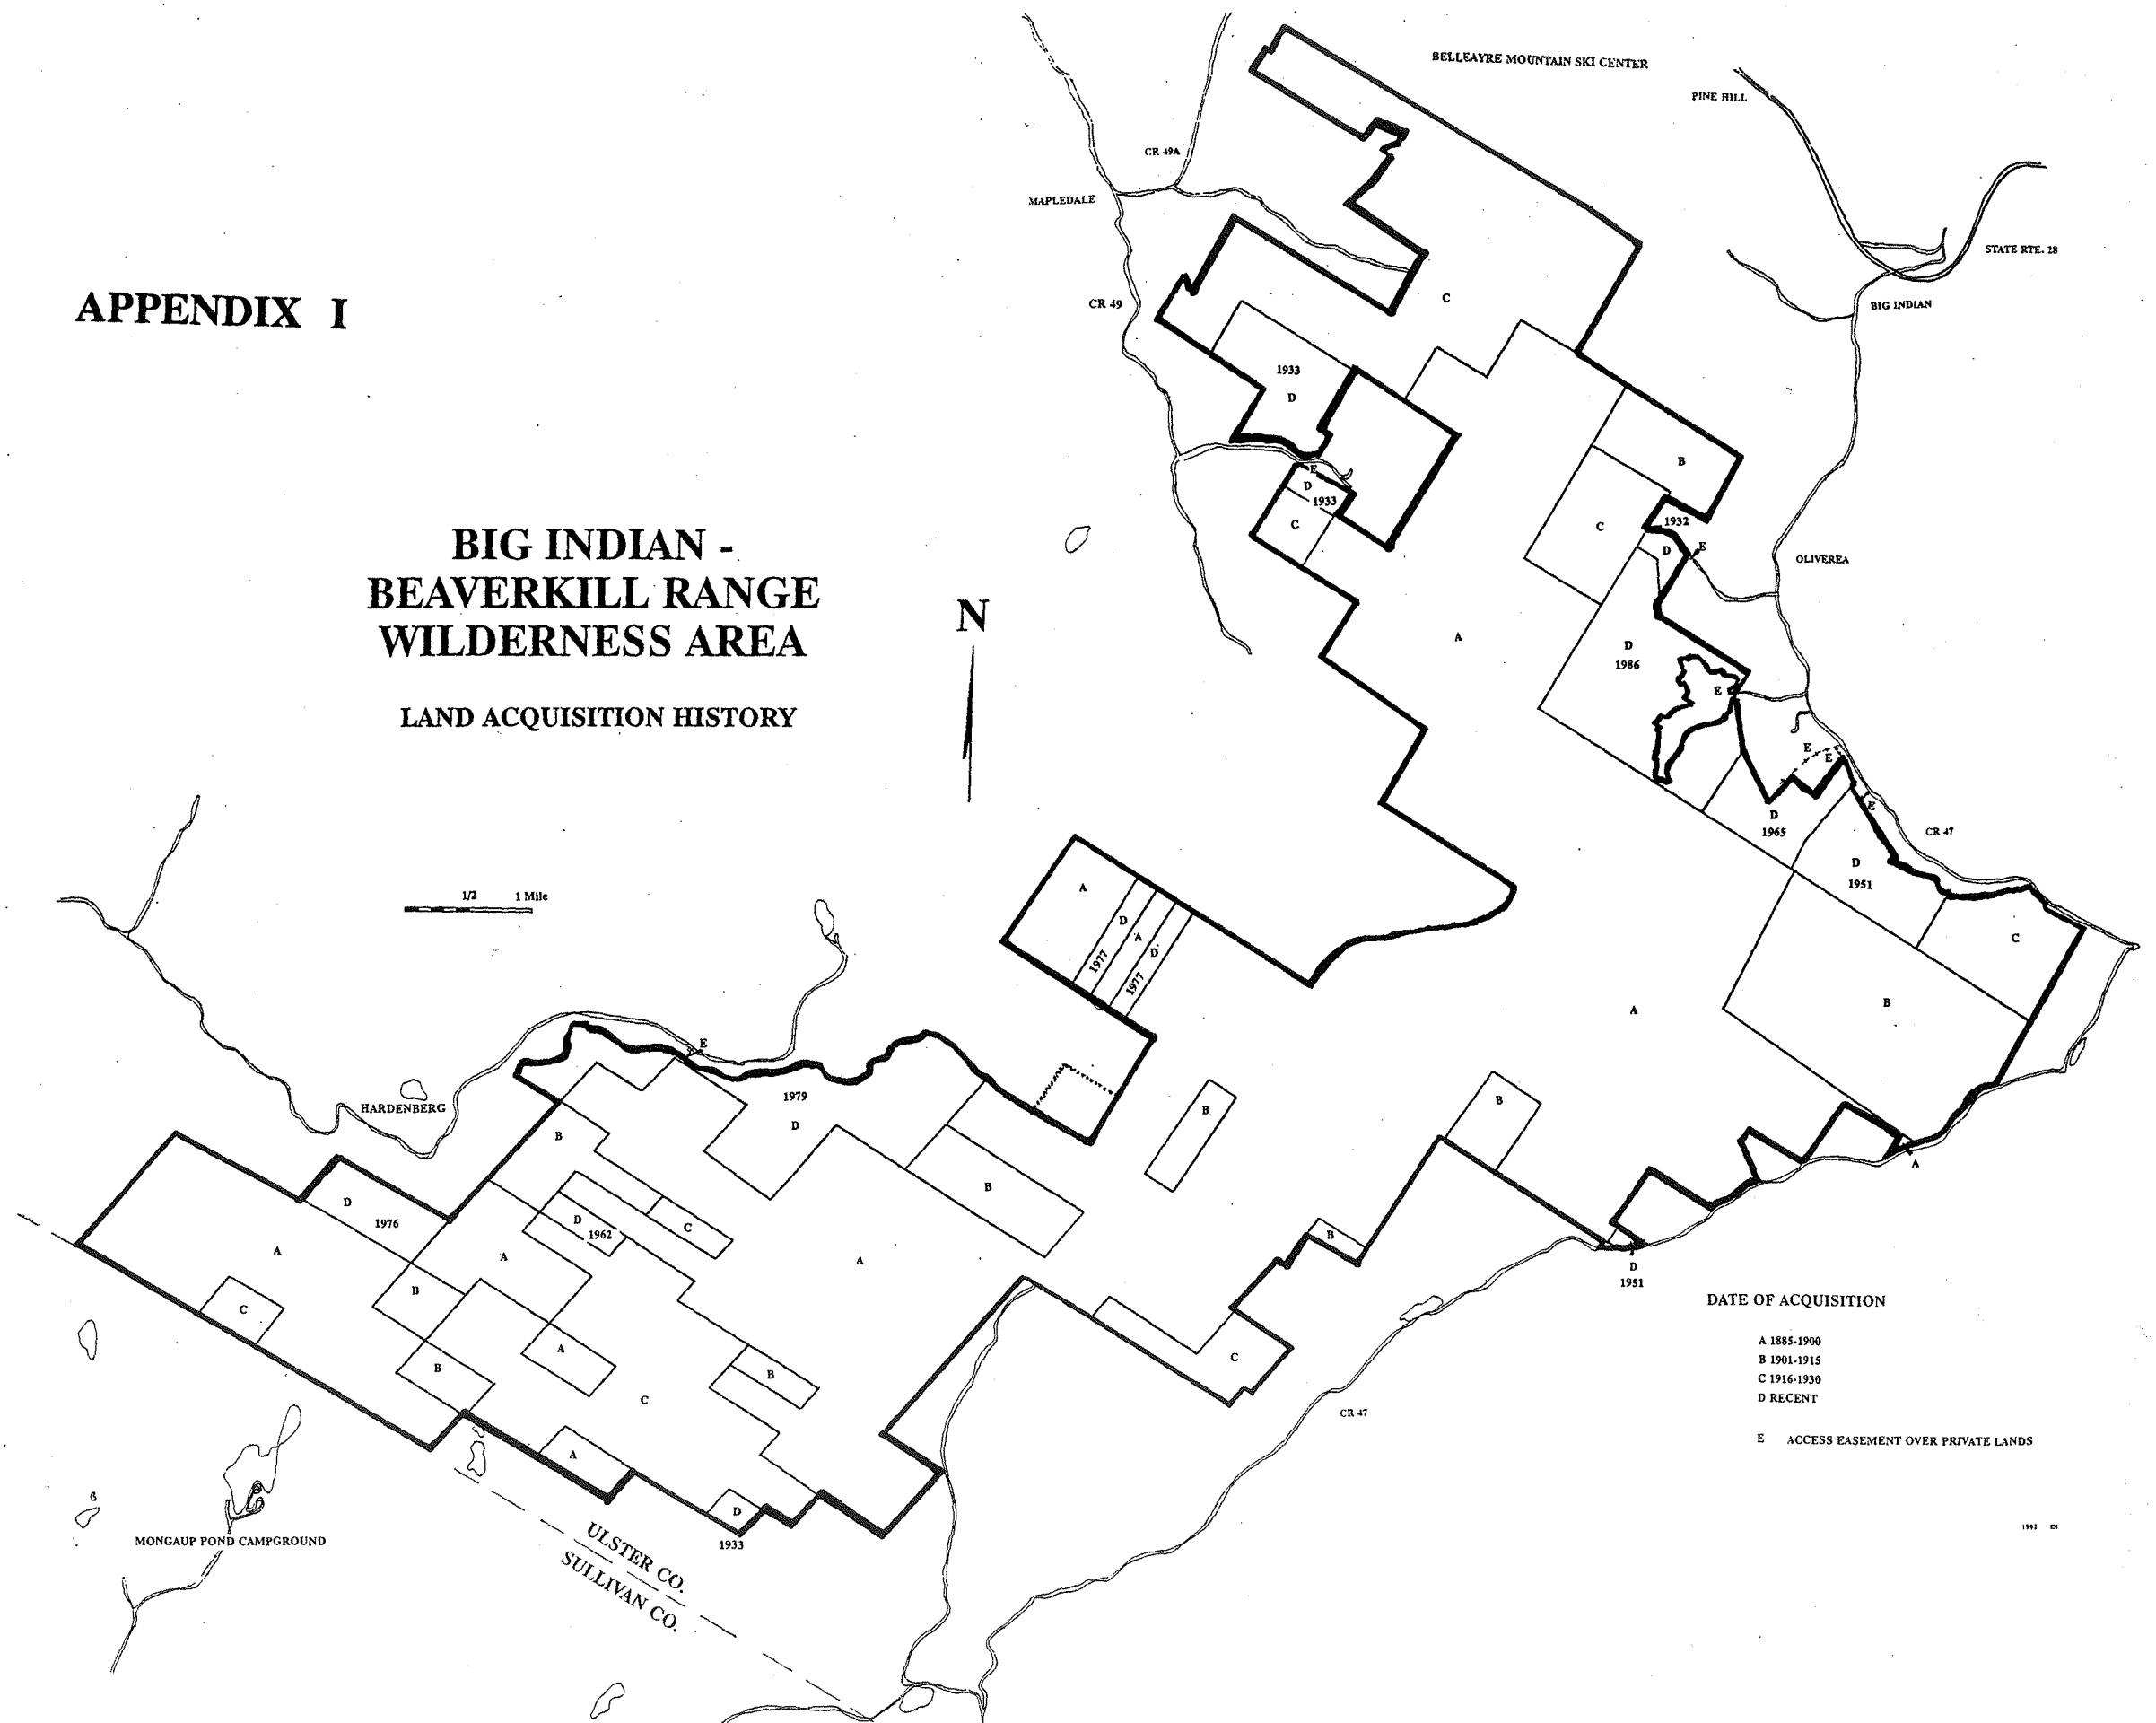 BELLEAYRE MOUNTAIN SKI CENTER
PINE HILL
CR 49A
MAPLEDALE
STATE RTE. 28
CR 49
C
BIG INDIAN
APPENDIX I
1933
D
B
E
D
1933
C
C
1932
D
E
BIG INDIAN -
BEAVERKILL RANGE
WILDERNESS AREA
OLIVEREA
N
A
D
1986
E
LAND ACQUISITION HISTORY
E
E
E
D
1965
CR 47
D
1951
A
1/2 1 Mile
D
A
D
1977
1977
C
B
A
E
1979
D
HARDENBERG
B
B
B
A
B
D
1976
D
1962
C
B
A
A
A
B
D
1951
C
A
B
B
C
C
DATE OF ACQUISITION
A 1885-1900
B 1901-1915
C 1916-1930
D RECENT
E ACCESS EASEMENT OVER PRIVATE LANDS
CR 47
A
D
1933
MONGAUP POND CAMPGROUND
ULSTER CO.
SULLIVAN CO.
1992